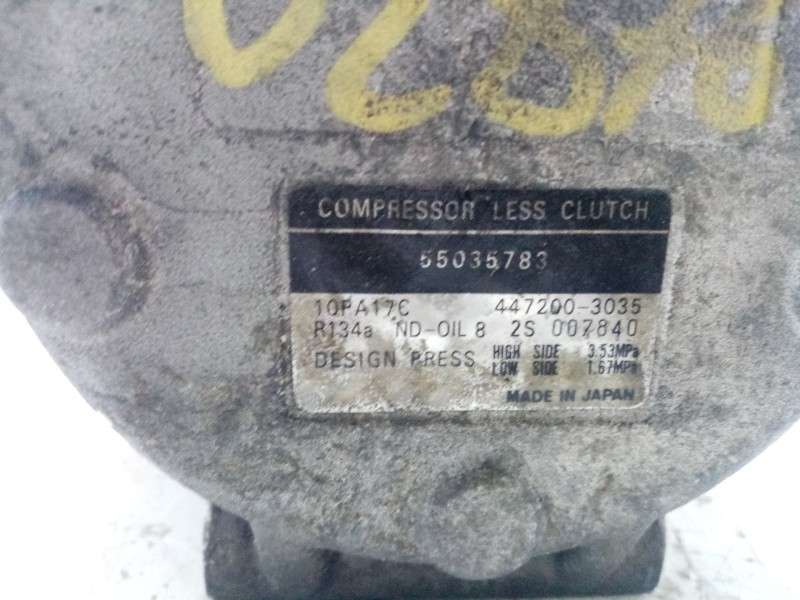 028A
COMPRESSOR LESS CLUTCH
55035783
10PA17C 447200-3035
R134a ND-OIL 8 2S 007840
DESIGN PRESS HIGH SIDE 3.53MPa
LOW SIDE 1.67MPa
MADE IN JAPAN